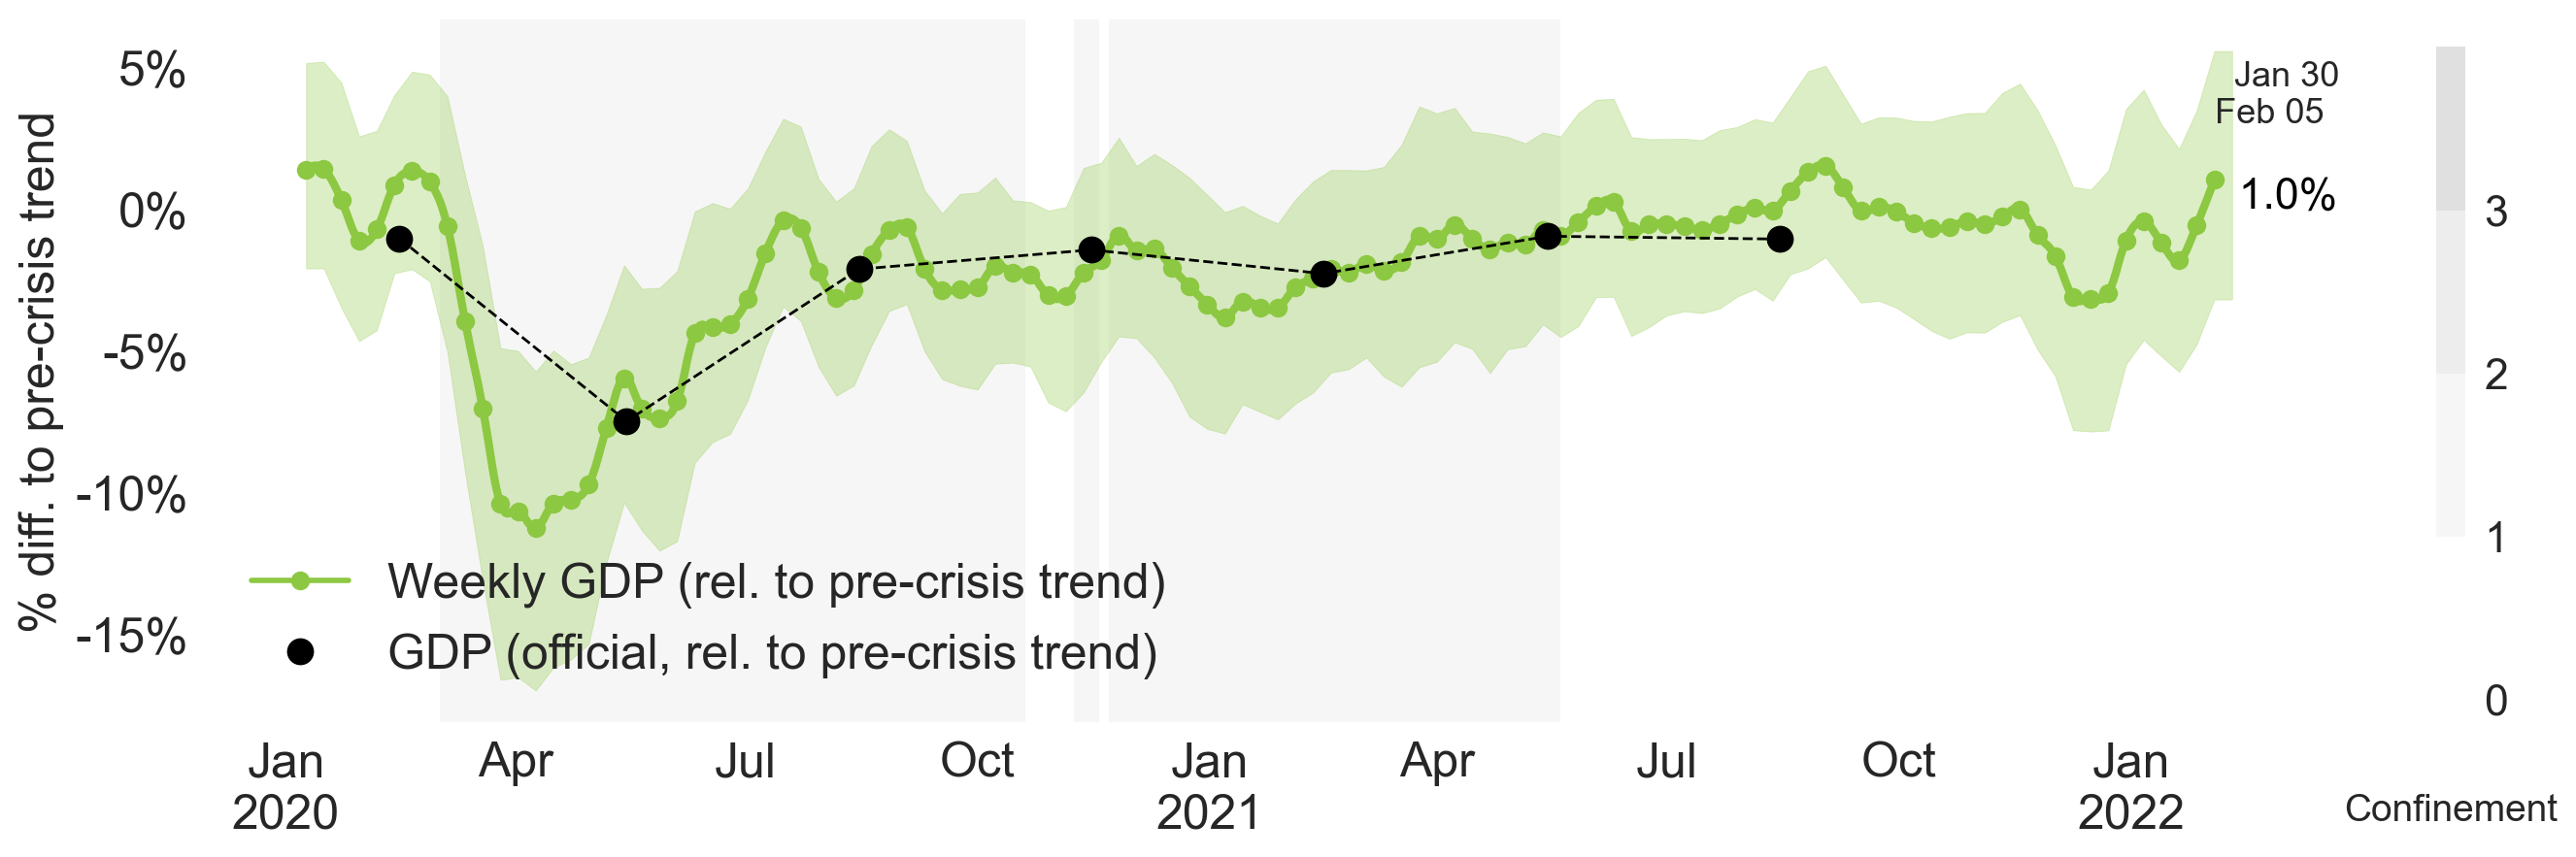 % diff. to pre-crisis trend
5%
0%
-5%
-10%
-15%
Jan 30
Feb 05
1.0%
Weekly GDP (rel. to pre-crisis trend)
GDP (official, rel. to pre-crisis trend)
Jan Apr Jul Oct Jan Apr Jul Oct Jan
2020 2021 2022
3
2
1
0
Confinement